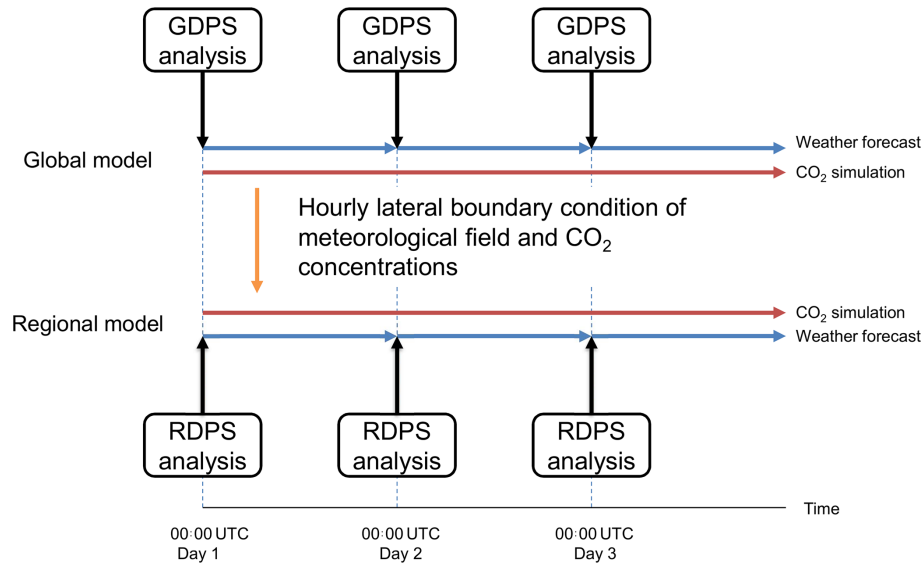 GDPS
analysis
GDPS
analysis
GDPS
analysis
Global model
Weather forecast
CO₂ simulation
Hourly lateral boundary condition of
meteorological field and CO₂
concentrations
Regional model
CO₂ simulation
Weather forecast
RDPS
analysis
RDPS
analysis
RDPS
analysis
Time
00:00 UTC
Day 1
00:00 UTC
Day 2
00:00 UTC
Day 3